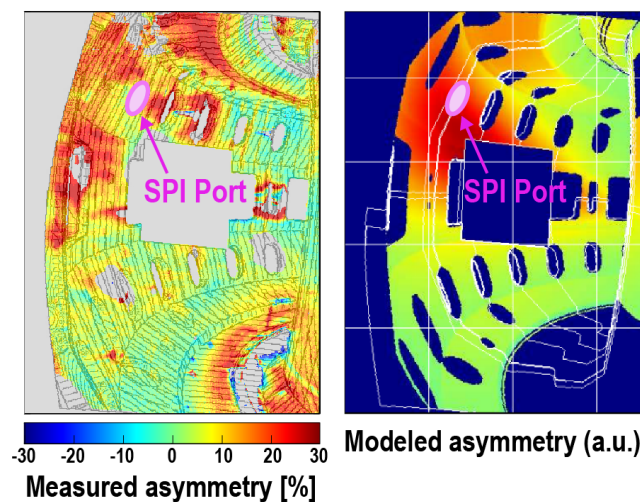 SPI Port
SPI Port
-30 -20 -10 0 10 20 30
Measured asymmetry [%]
Modeled asymmetry (a.u.)